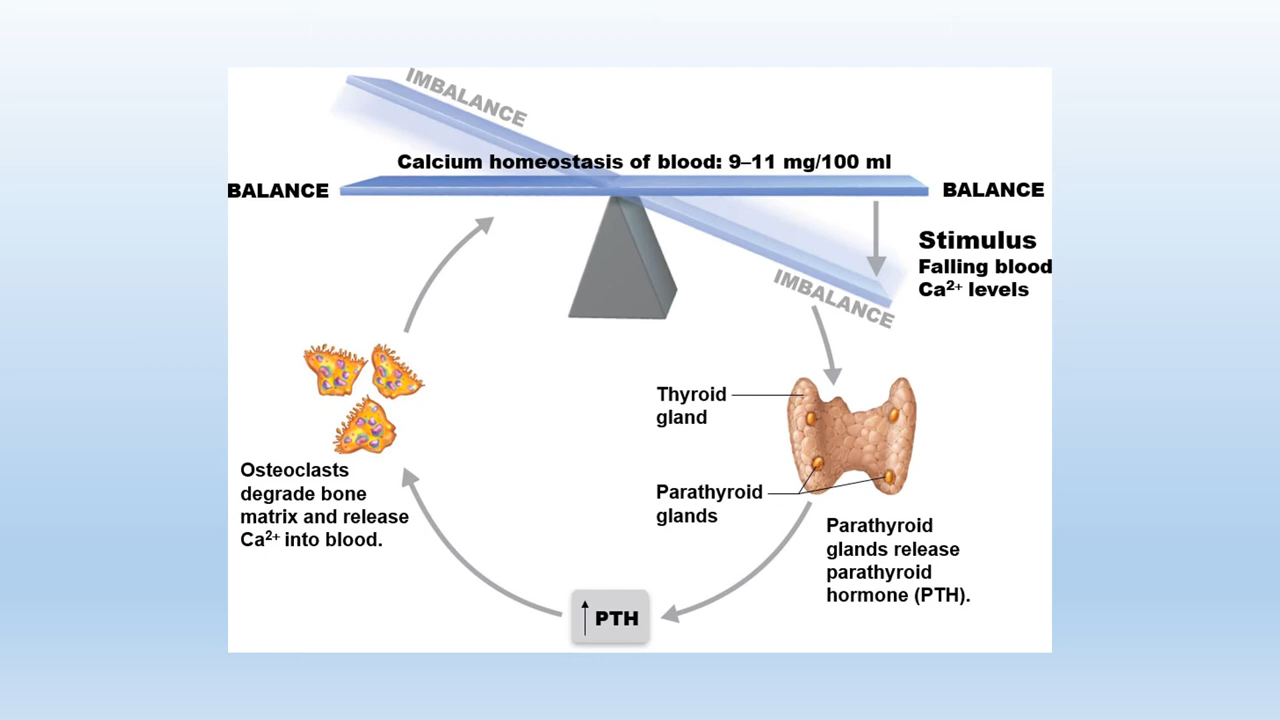 IMBALANCE
Calcium homeostasis of blood: 9–11 mg/100 ml
BALANCE
BALANCE
Stimulus
Falling blood
Ca²⁺ levels
IMBALANCE
Thyroid
gland
Parathyroid
glands
Parathyroid
glands release
parathyroid
hormone (PTH).
↑ PTH
Osteoclasts
degrade bone
matrix and release
Ca²⁺ into blood.